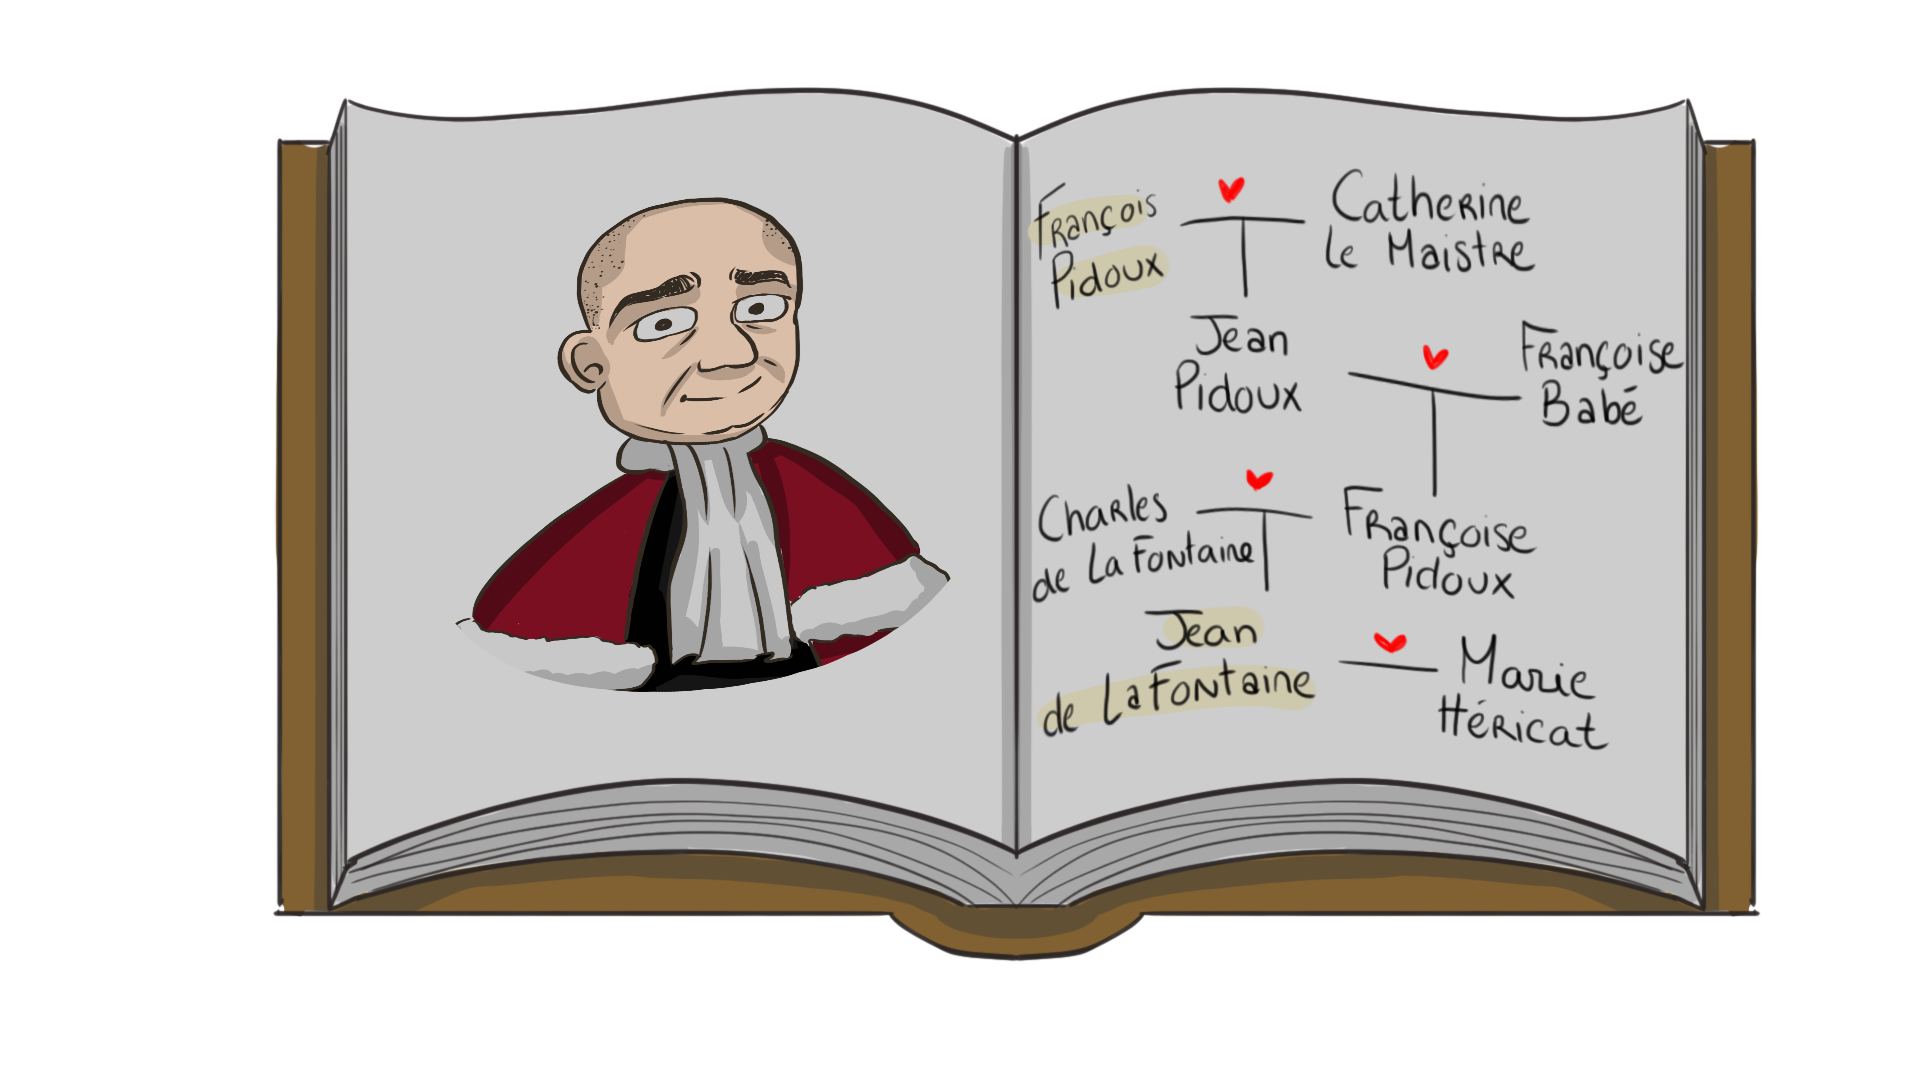 François
Pidoux
Catherine
le Maistre
Jean
Pidoux
Françoise
Babé
Charles
de La Fontaine
Françoise
Pidoux
Jean
de La Fontaine
Marie
Héricat